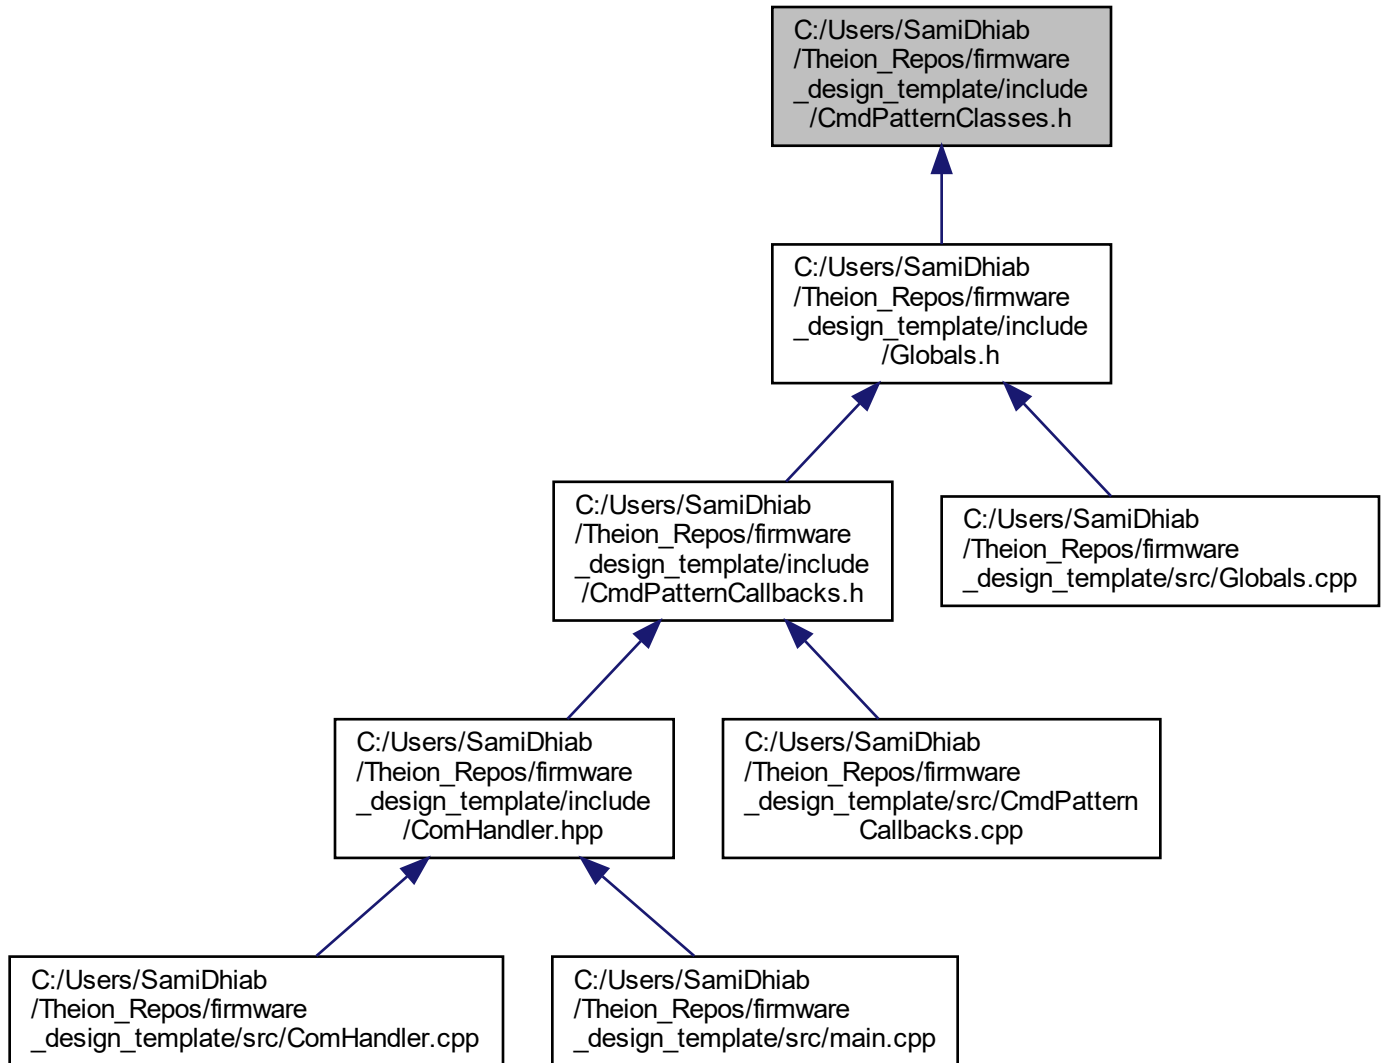 C:/Users/SamiDhiab
/Theion_Repos/firmware
_design_template/include
/CmdPatternClasses.h
C:/Users/SamiDhiab
/Theion_Repos/firmware
_design_template/include
/Globals.h
C:/Users/SamiDhiab
/Theion_Repos/firmware
_design_template/include
/CmdPatternCallbacks.h
C:/Users/SamiDhiab
/Theion_Repos/firmware
_design_template/src/Globals.cpp
C:/Users/SamiDhiab
/Theion_Repos/firmware
_design_template/include
/ComHandler.hpp
C:/Users/SamiDhiab
/Theion_Repos/firmware
_design_template/src/CmdPattern
Callbacks.cpp
C:/Users/SamiDhiab
/Theion_Repos/firmware
_design_template/src/ComHandler.cpp
C:/Users/SamiDhiab
/Theion_Repos/firmware
_design_template/src/main.cpp